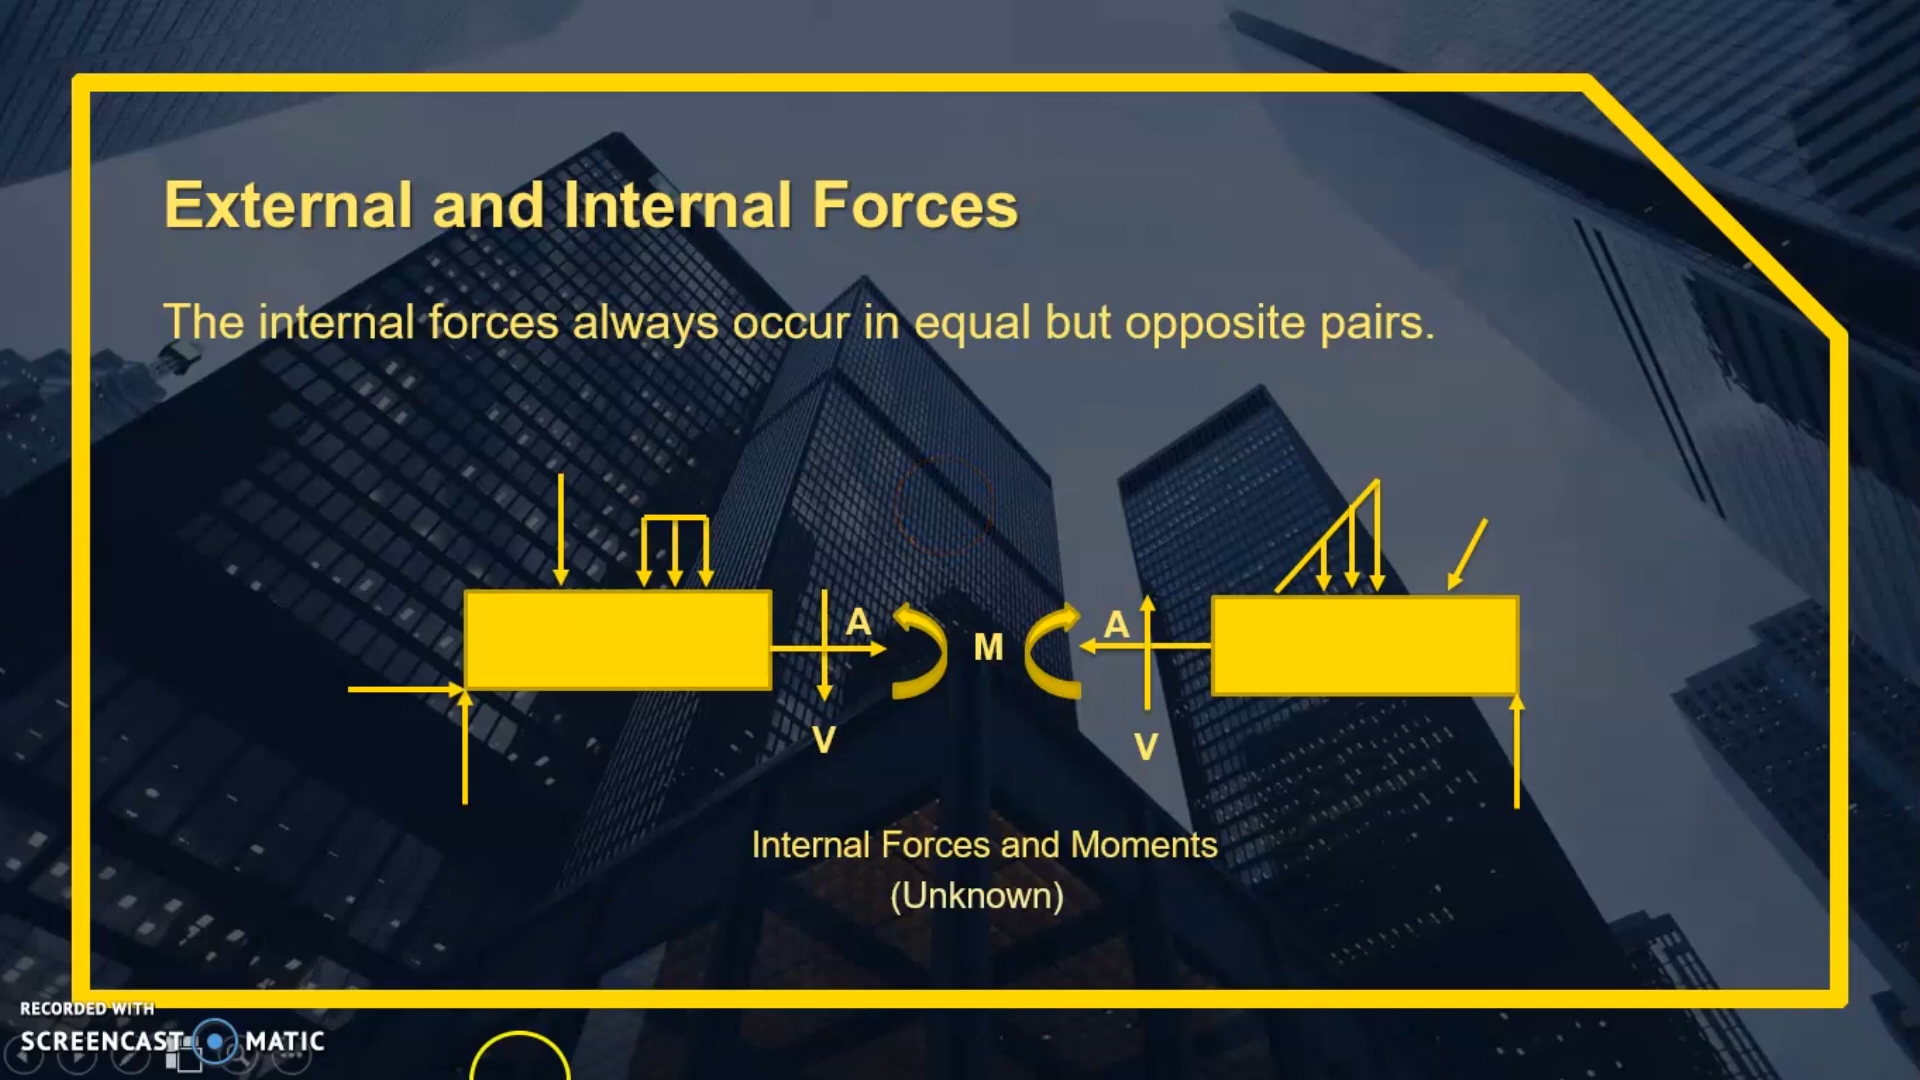 External and Internal Forces
The internal forces always occur in equal but opposite pairs.
A
M
A
V
V
Internal Forces and Moments
(Unknown)
RECORDED WITH
SCREENCAST MATIC